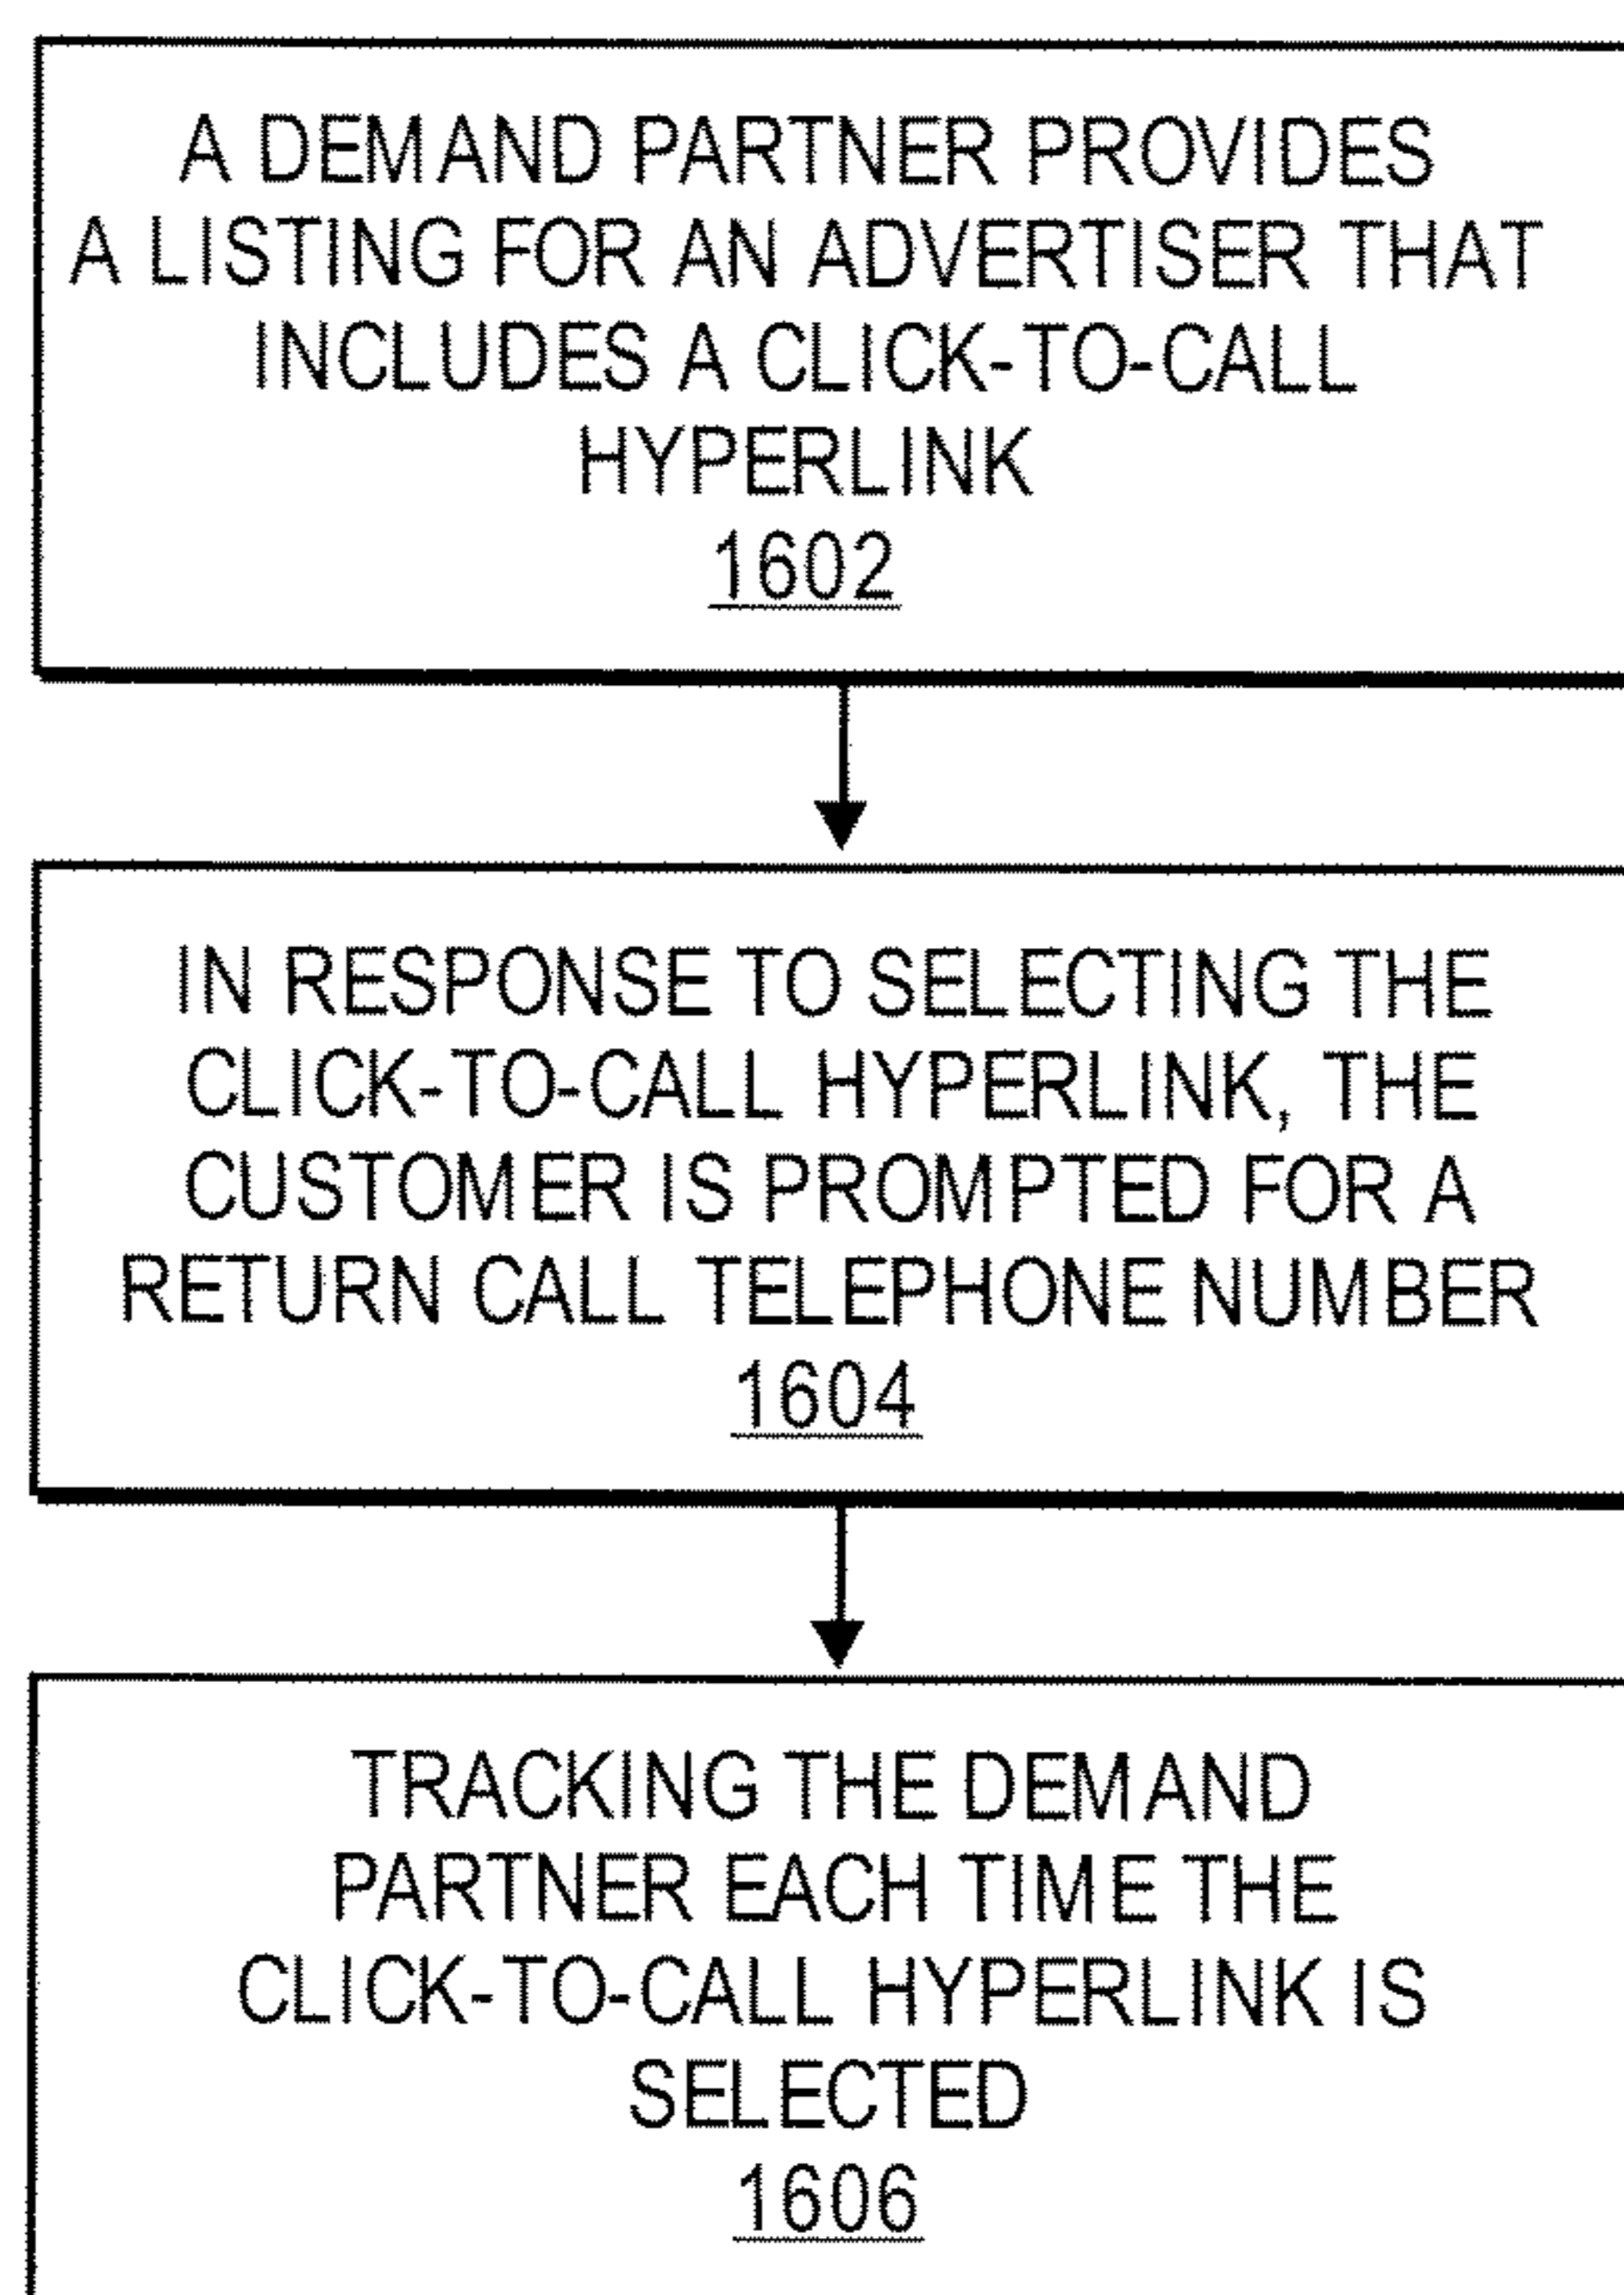 A DEMAND PARTNER PROVIDES
A LISTING FOR AN ADVERTISER THAT
INCLUDES A CLICK-TO-CALL
HYPERLINK
1602
IN RESPONSE TO SELECTING THE
CLICK-TO-CALL HYPERLINK, THE
CUSTOMER IS PROMPTED FOR A
RETURN CALL TELEPHONE NUMBER
1604
TRACKING THE DEMAND
PARTNER EACH TIME THE
CLICK-TO-CALL HYPERLINK IS
SELECTED
1606